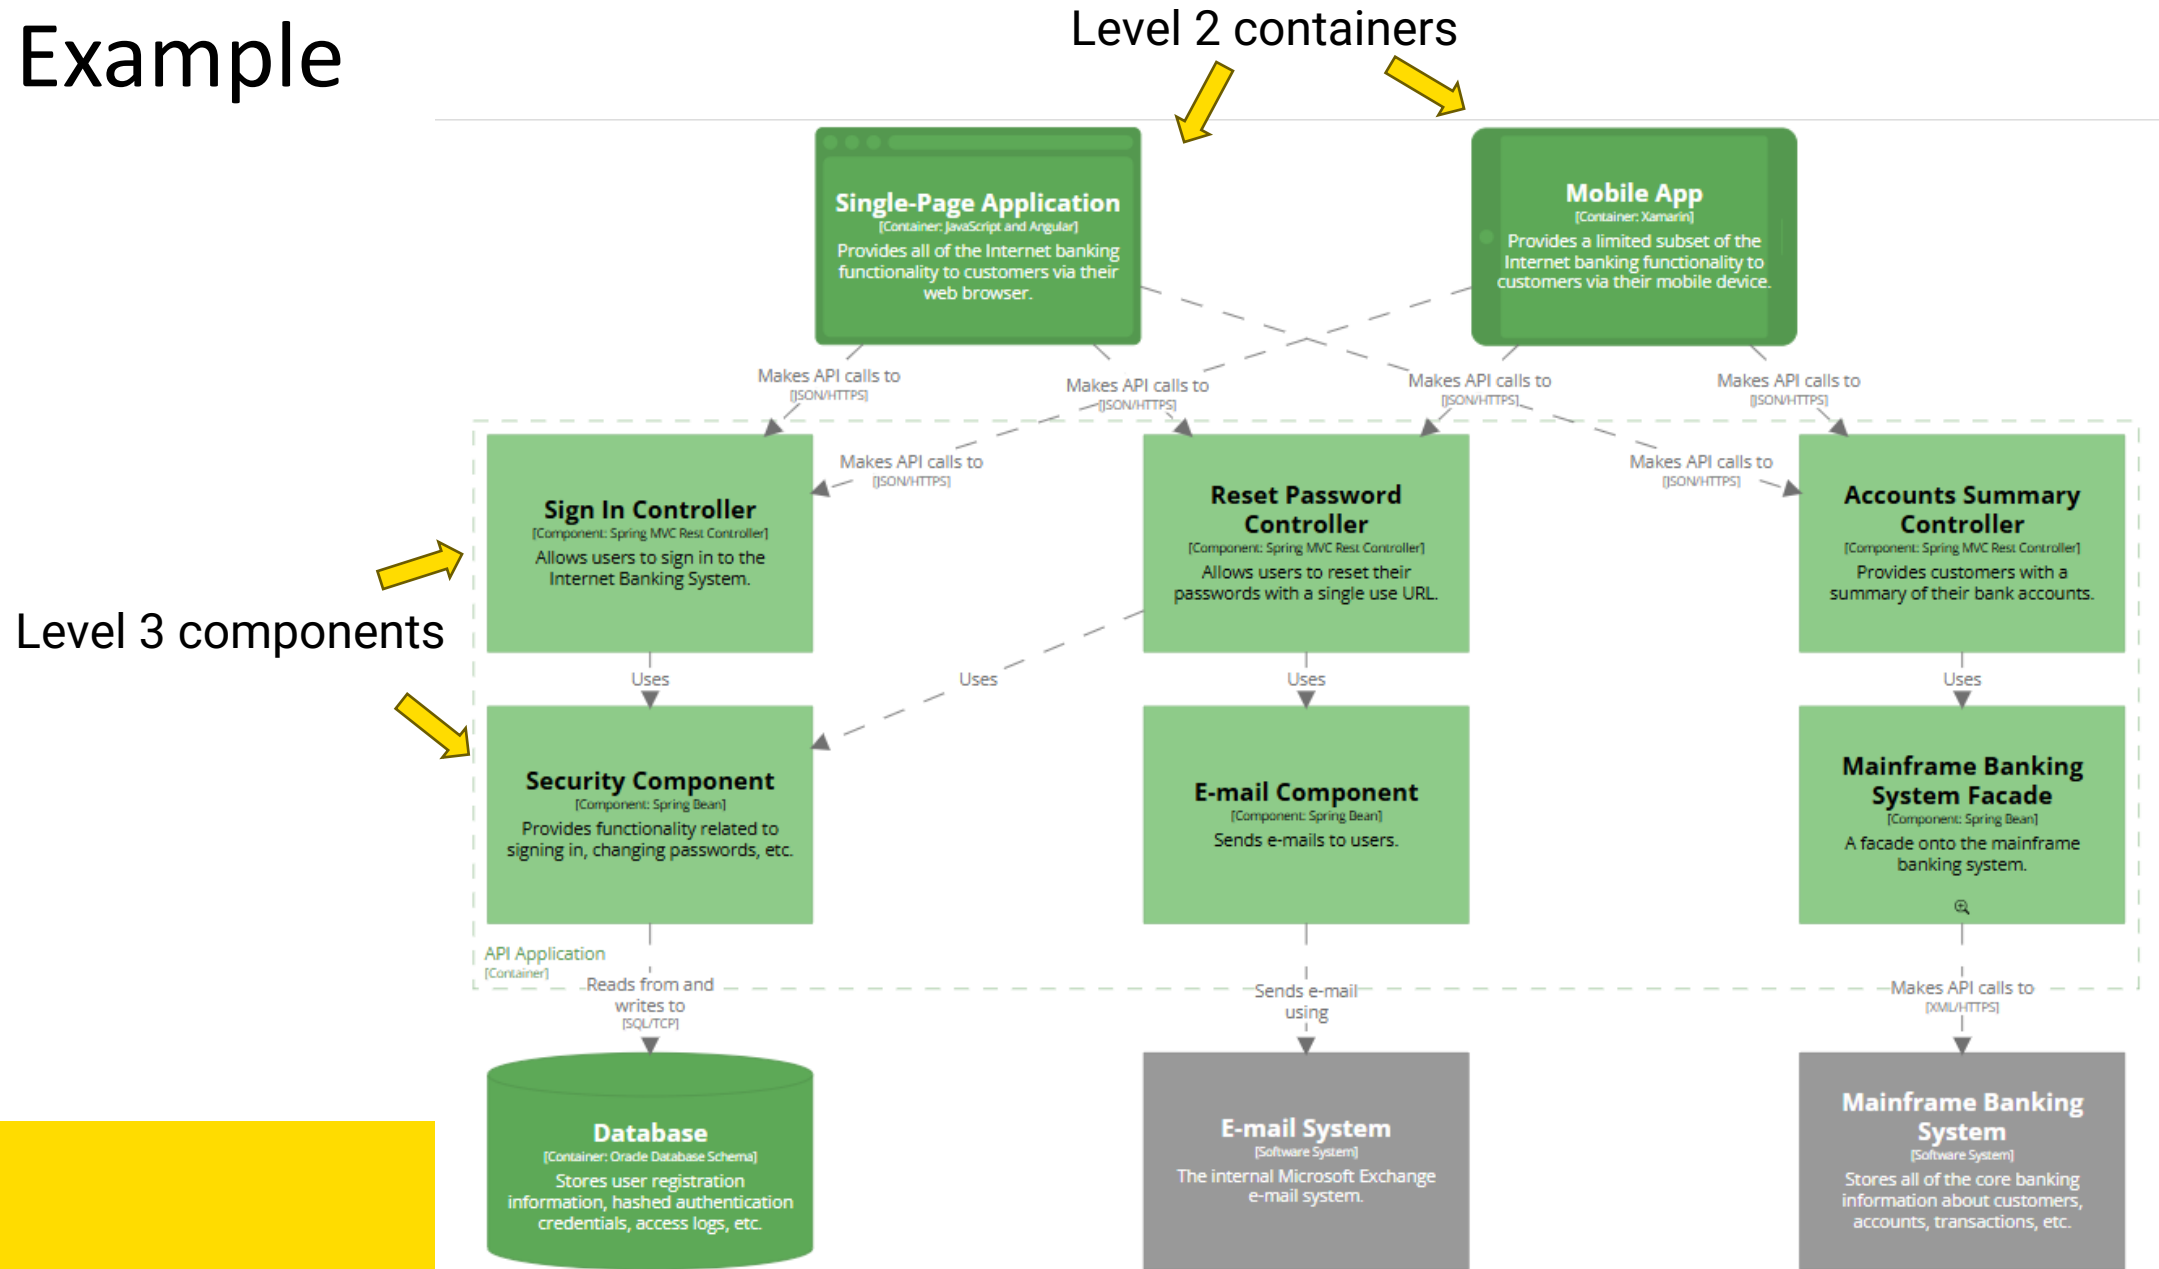 Example
Level 2 containers
Single-Page Application
[Container: JavaScript and Angular]
Provides all of the Internet banking
functionality to customers via their
web browser.
Mobile App
[Container: Xamarin]
Provides a limited subset of the
Internet banking functionality to
customers via their mobile device.
Makes API calls to
[JSON/HTTPS]
Makes API calls to
[JSON/HTTPS]
Makes API calls to
[JSON/HTTPS]
Makes API calls to
[JSON/HTTPS]
Makes API calls to
[JSON/HTTPS]
Makes API calls to
[JSON/HTTPS]
Level 3 components
Sign In Controller
[Component: Spring MVC Rest Controller]
Allows users to sign in to the
Internet Banking System.
Reset Password
Controller
[Component: Spring MVC Rest Controller]
Allows users to reset their
passwords with a single use URL.
Accounts Summary
Controller
[Component: Spring MVC Rest Controller]
Provides customers with a
summary of their bank accounts.
Uses
Uses
Uses
Uses
Security Component
[Component: Spring Bean]
Provides functionality related to
signing in, changing passwords, etc.
E-mail Component
[Component: Spring Bean]
Sends e-mails to users.
Mainframe Banking
System Facade
[Component: Spring Bean]
A facade onto the mainframe
banking system.
API Application
[Container]
Reads from and
writes to
[SQL/TCP]
Sends e-mail
using
Makes API calls to
[XML/HTTPS]
Database
[Container: Oracle Database Schema]
Stores user registration
information, hashed authentication
credentials, access logs, etc.
E-mail System
[Software System]
The internal Microsoft Exchange
e-mail system.
Mainframe Banking
System
[Software System]
Stores all of the core banking
information about customers,
accounts, transactions, etc.